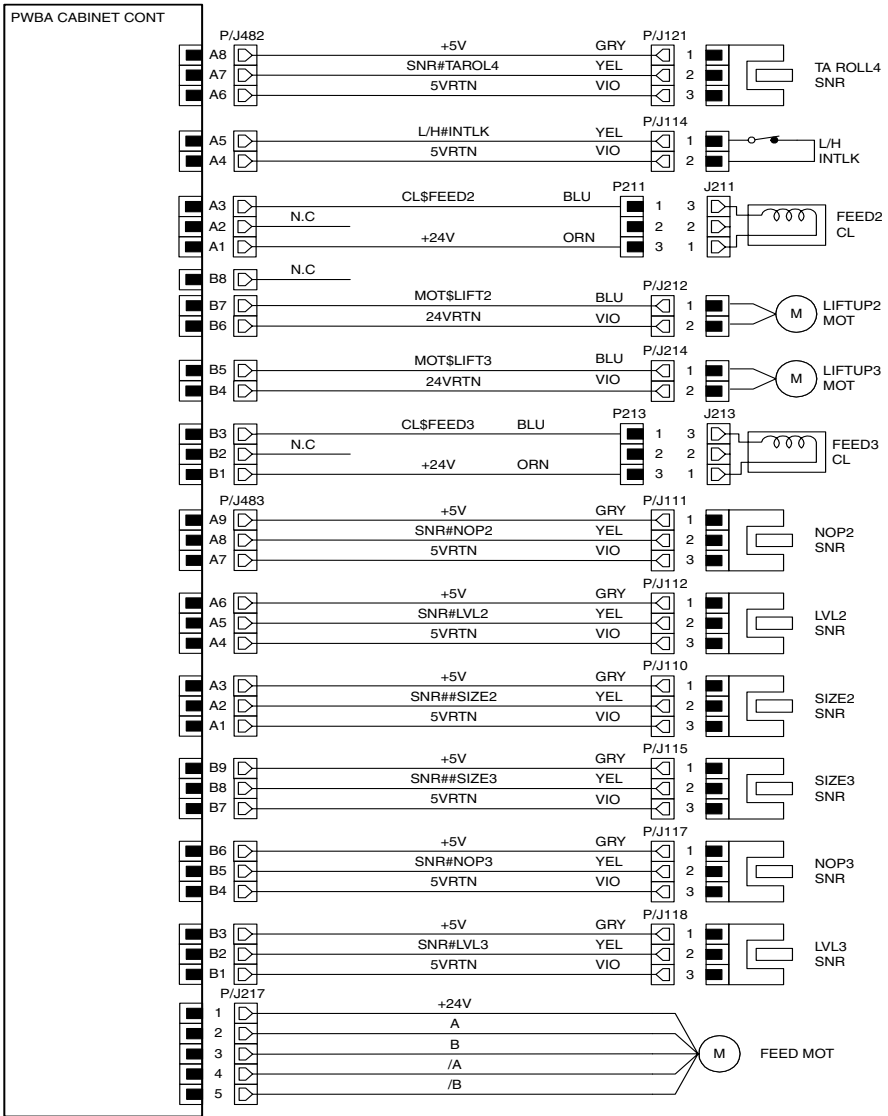 PWBA CABINET CONT
P/J482 P/J121
A8 +5V GRY 1
A7 SNR#TAROL4 YEL 2
A6 5VRTN VIO 3
TA ROLL4
SNR
P/J114
A5 L/H#INTLK YEL 1
A4 5VRTN VIO 2
L/H
INTLK
P211 J211
A3 CL$FEED2 BLU 1 3
A2 N.C 2 2
A1 +24V ORN 3 1
FEED2
CL
B8 N.C
P/J212
B7 MOT$LIFT2 BLU 1
B6 24VRTN VIO 2
M
LIFTUP2
MOT
P/J214
B5 MOT$LIFT3 BLU 1
B4 24VRTN VIO 2
M
LIFTUP3
MOT
P213 J213
B3 CL$FEED3 BLU 1 3
B2 N.C 2 2
B1 +24V ORN 3 1
FEED3
CL
P/J483 P/J111
A9 +5V GRY 1
A8 SNR#NOP2 YEL 2
A7 5VRTN VIO 3
NOP2
SNR
P/J112
A6 +5V GRY 1
A5 SNR#LVL2 YEL 2
A4 5VRTN VIO 3
LVL2
SNR
P/J110
A3 +5V GRY 1
A2 SNR##SIZE2 YEL 2
A1 5VRTN VIO 3
SIZE2
SNR
P/J115
B9 +5V GRY 1
B8 SNR##SIZE3 YEL 2
B7 5VRTN VIO 3
SIZE3
SNR
P/J117
B6 +5V GRY 1
B5 SNR#NOP3 YEL 2
B4 5VRTN VIO 3
NOP3
SNR
P/J118
B3 +5V GRY 1
B2 SNR#LVL3 YEL 2
B1 5VRTN VIO 3
LVL3
SNR
P/J217
1 +24V
2 A
3 B
4 /A
5 /B
M
FEED MOT